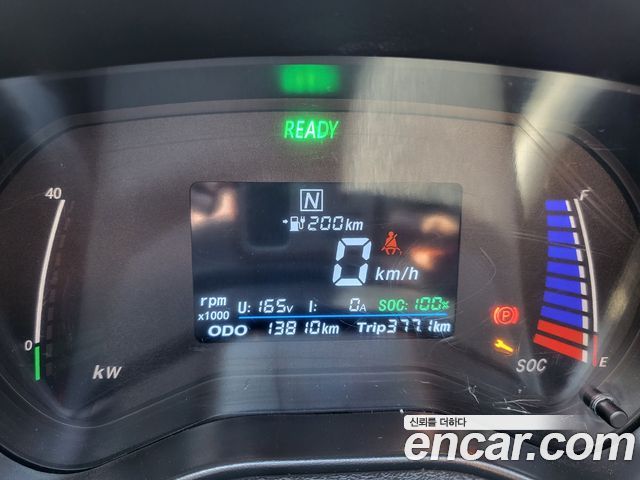 READY
N
200km
0 km/h
40
F
rpm x1000
U: 165V I: 0A SOC: 100%
ODO 13810km Trip 377.1km
P
0
E
kW
SOC
신뢰를 더하다
encar.com